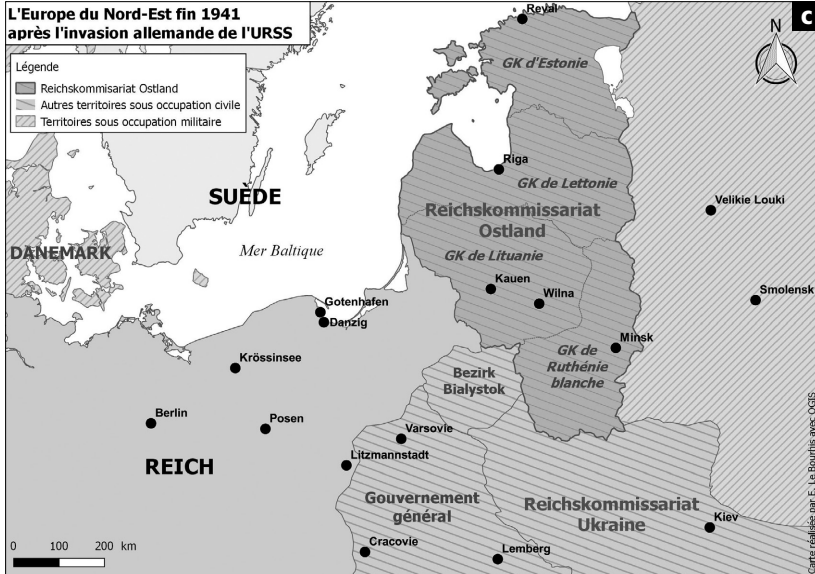 L'Europe du Nord-Est fin 1941
après l'invasion allemande de l'URSS
C
Légende
Reichskommisariat Ostland
Autres territoires sous occupation civile
Territoires sous occupation militaire
N
Reval
GK d'Estonie
Riga
GK de Lettonie
SUÈDE
Reichskommissariat
Ostland
Velikie Louki
DANEMARK
Mer Baltique
GK de Lituanie
Kauen
Wilna
Smolensk
Gotenhafen
Danzig
Minsk
GK de
Ruthénie
blanche
Krössinsee
Bezirk
Bialystok
Berlin
Posen
Varsovie
Litzmannstadt
REICH
Gouvernement
général
Reichskommissariat
Ukraine
Kiev
Cracovie
Lemberg
0 100 200 km
Carte réalisée par E. Le Bourhis avec QGIS